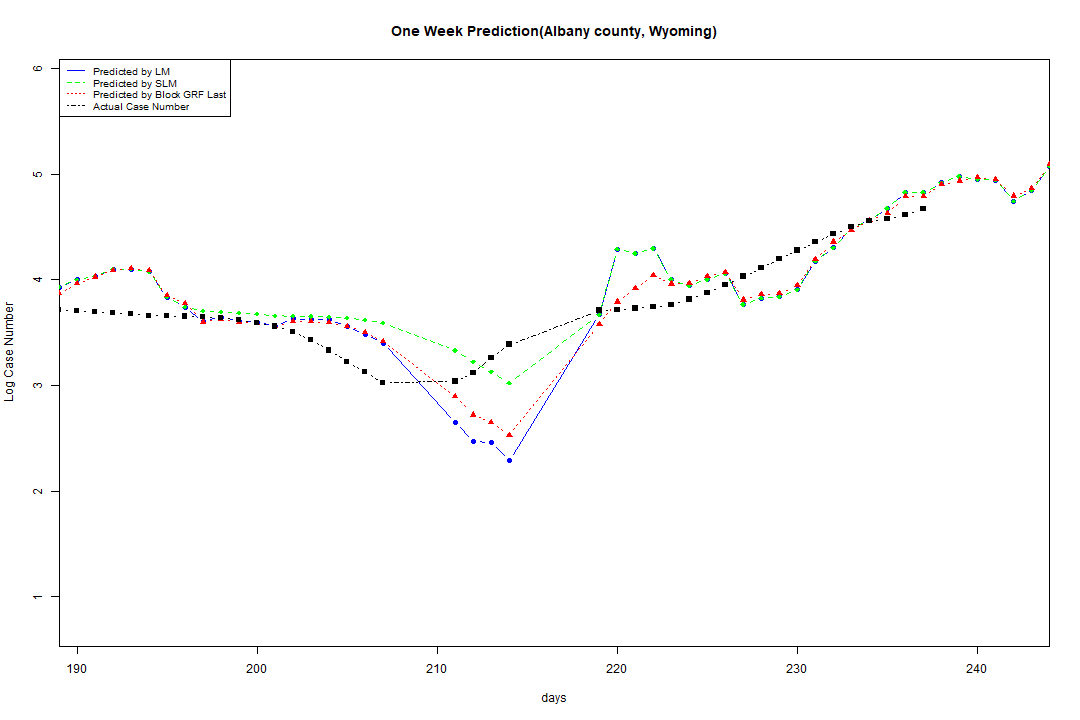 One Week Prediction(Albany county, Wyoming)
Predicted by LM
Predicted by SLM
Predicted by Block GRF Last
Actual Case Number
6
5
4
3
2
1
Log Case Number
190 200 210 220 230 240
days